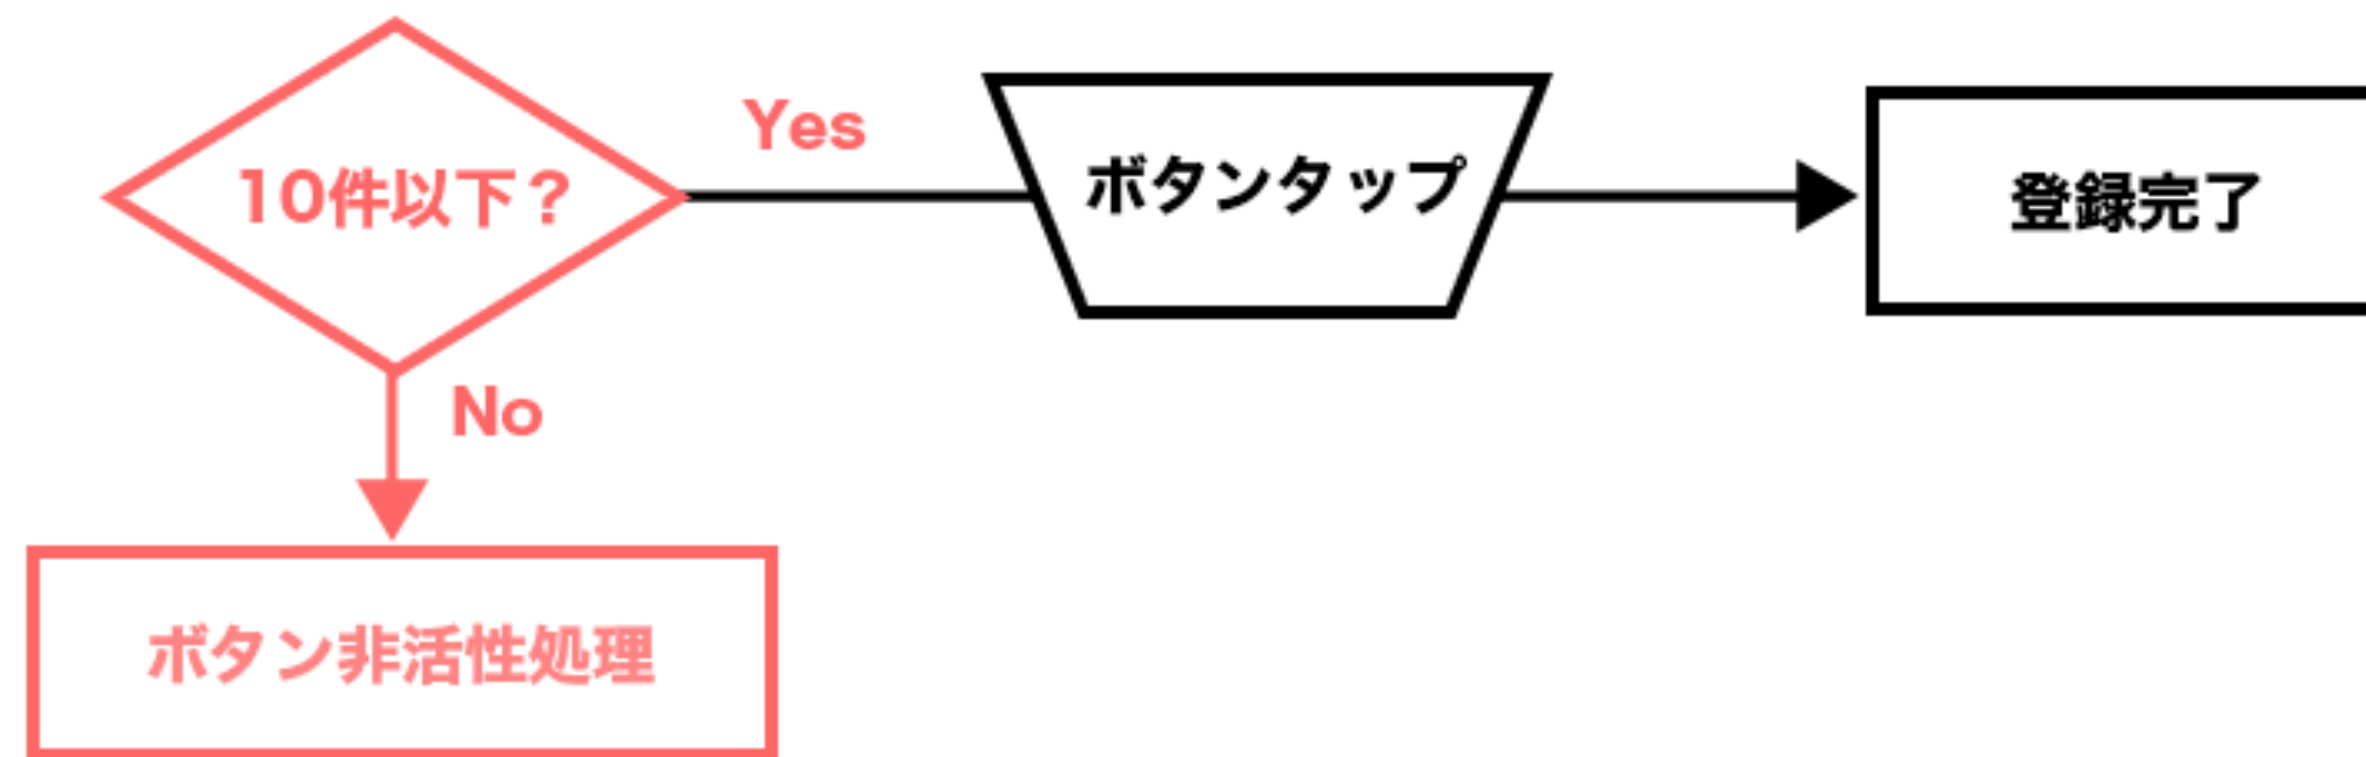 10件以下？
Yes
ボタンタップ
登録完了
No
ボタン非活性処理